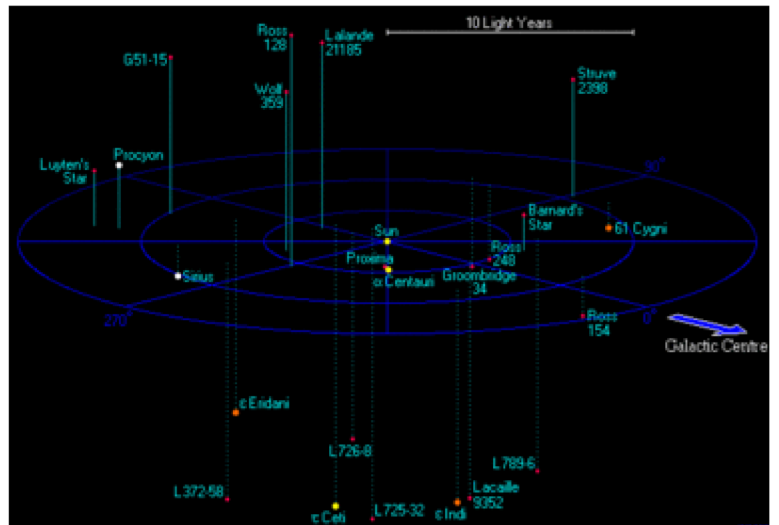 10 Light Years
Ross
128
Lalande
21185
G51-15
Wolf
359
Struve
2398
Procyon
Luyten's
Star
90°
Barnard's
Star
61 Cygni
Sun
Ross
248
Proxima
α Centauri
Groombridge
34
Sirius
270°
0°
Ross
154
Galactic Centre
ε Eridani
L726-8
L789-6
L372-58
Lacaille
9352
τ Ceti
L725-32
ε Indi